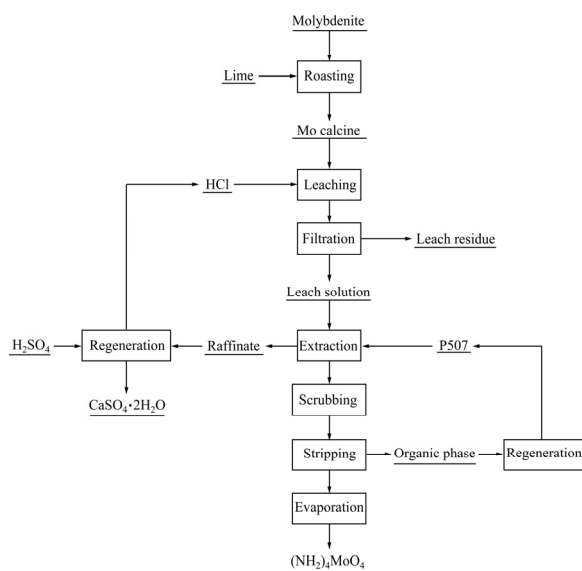 Molybdenite
Lime
Roasting
Mo calcine
HCl
Leaching
Filtration
Leach residue
Leach solution
H₂SO₄
Regeneration
Raffinate
Extraction
P507
CaSO₄•2H₂O
Scrubbing
Stripping
Organic phase
Regeneration
Evaporation
(NH₂)₄MoO₄